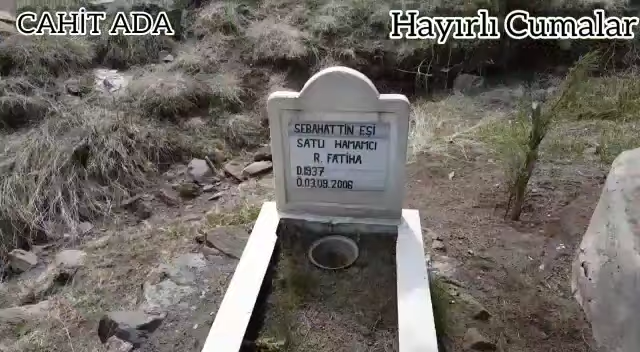 CAHİT ADA
Hayırlı Cumalar
SEBAHATTİN EŞİ
SATU HAMAMCI
R. FATİHA
D.1937
Ö.03.09.2006